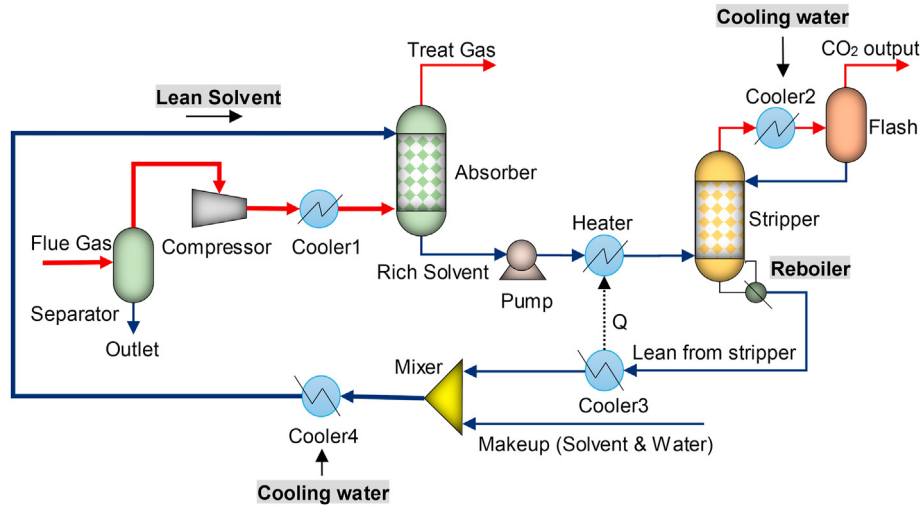 Cooling water
Treat Gas
CO₂ output
Lean Solvent
Cooler2
Flash
Absorber
Stripper
Heater
Flue Gas
Compressor
Cooler1
Rich Solvent
Reboiler
Pump
Separator
Q
Outlet
Lean from stripper
Mixer
Cooler3
Cooler4
Makeup (Solvent & Water)
Cooling water